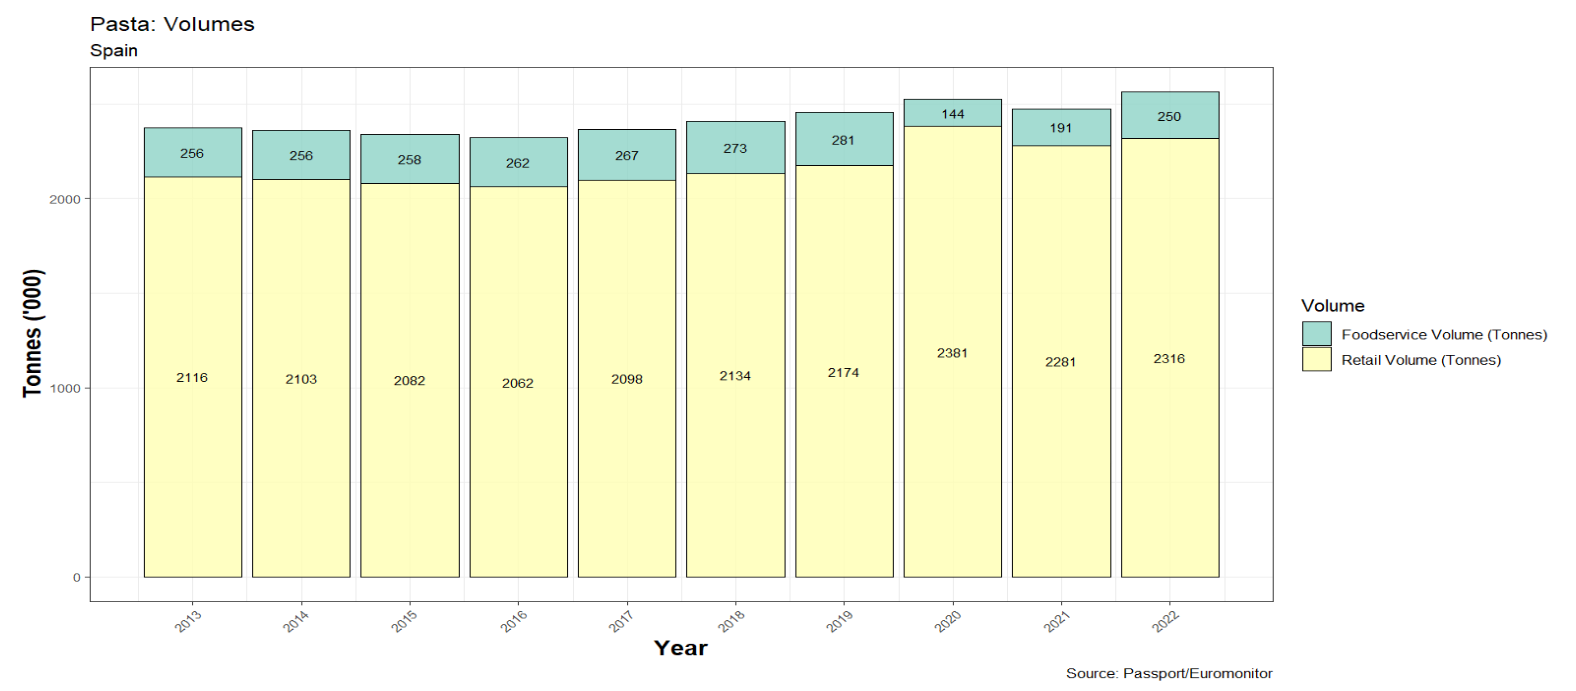 Pasta: Volumes
Spain
256 256 258 262 267 273 281 144 191 250
2116 2103 2082 2062 2098 2134 2174 2381 2281 2316
2000
1000
0
Tonnes ('000)
2013 2014 2015 2016 2017 2018 2019 2020 2021 2022
Year
Volume
Foodservice Volume (Tonnes)
Retail Volume (Tonnes)
Source: Passport/Euromonitor